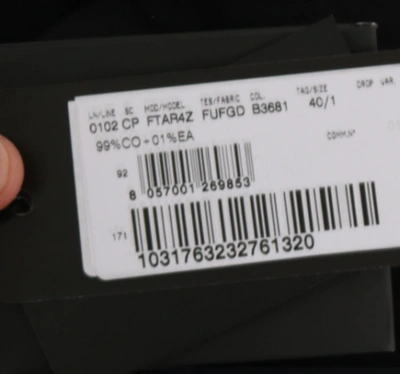 LN/LINE SC MOD/MODEL TES/FABRIC COL. TAG/SIZE DROP VAR.
0102 CP FTAR4Z FUFGD B3681 40/1
99%CO+01%EA COMM.N°
92
8 057001 269853
171
1031763232761320